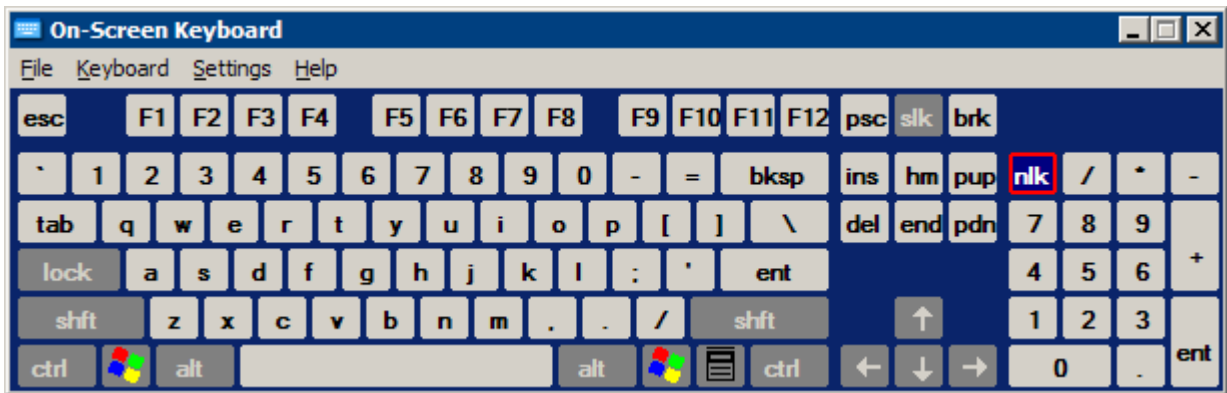 On-Screen Keyboard
File Keyboard Settings Help
esc F1 F2 F3 F4 F5 F6 F7 F8 F9 F10 F11 F12 psc slk brk
` 1 2 3 4 5 6 7 8 9 0 - = bksp ins hm pup nlk / * -
tab q w e r t y u i o p [ ] \ del end pdn 7 8 9
lock a s d f g h j k l ; ' ent 4 5 6 +
shft z x c v b n m , . / shft ↑ 1 2 3
ctrl alt alt ctrl ← ↓ → 0 . ent